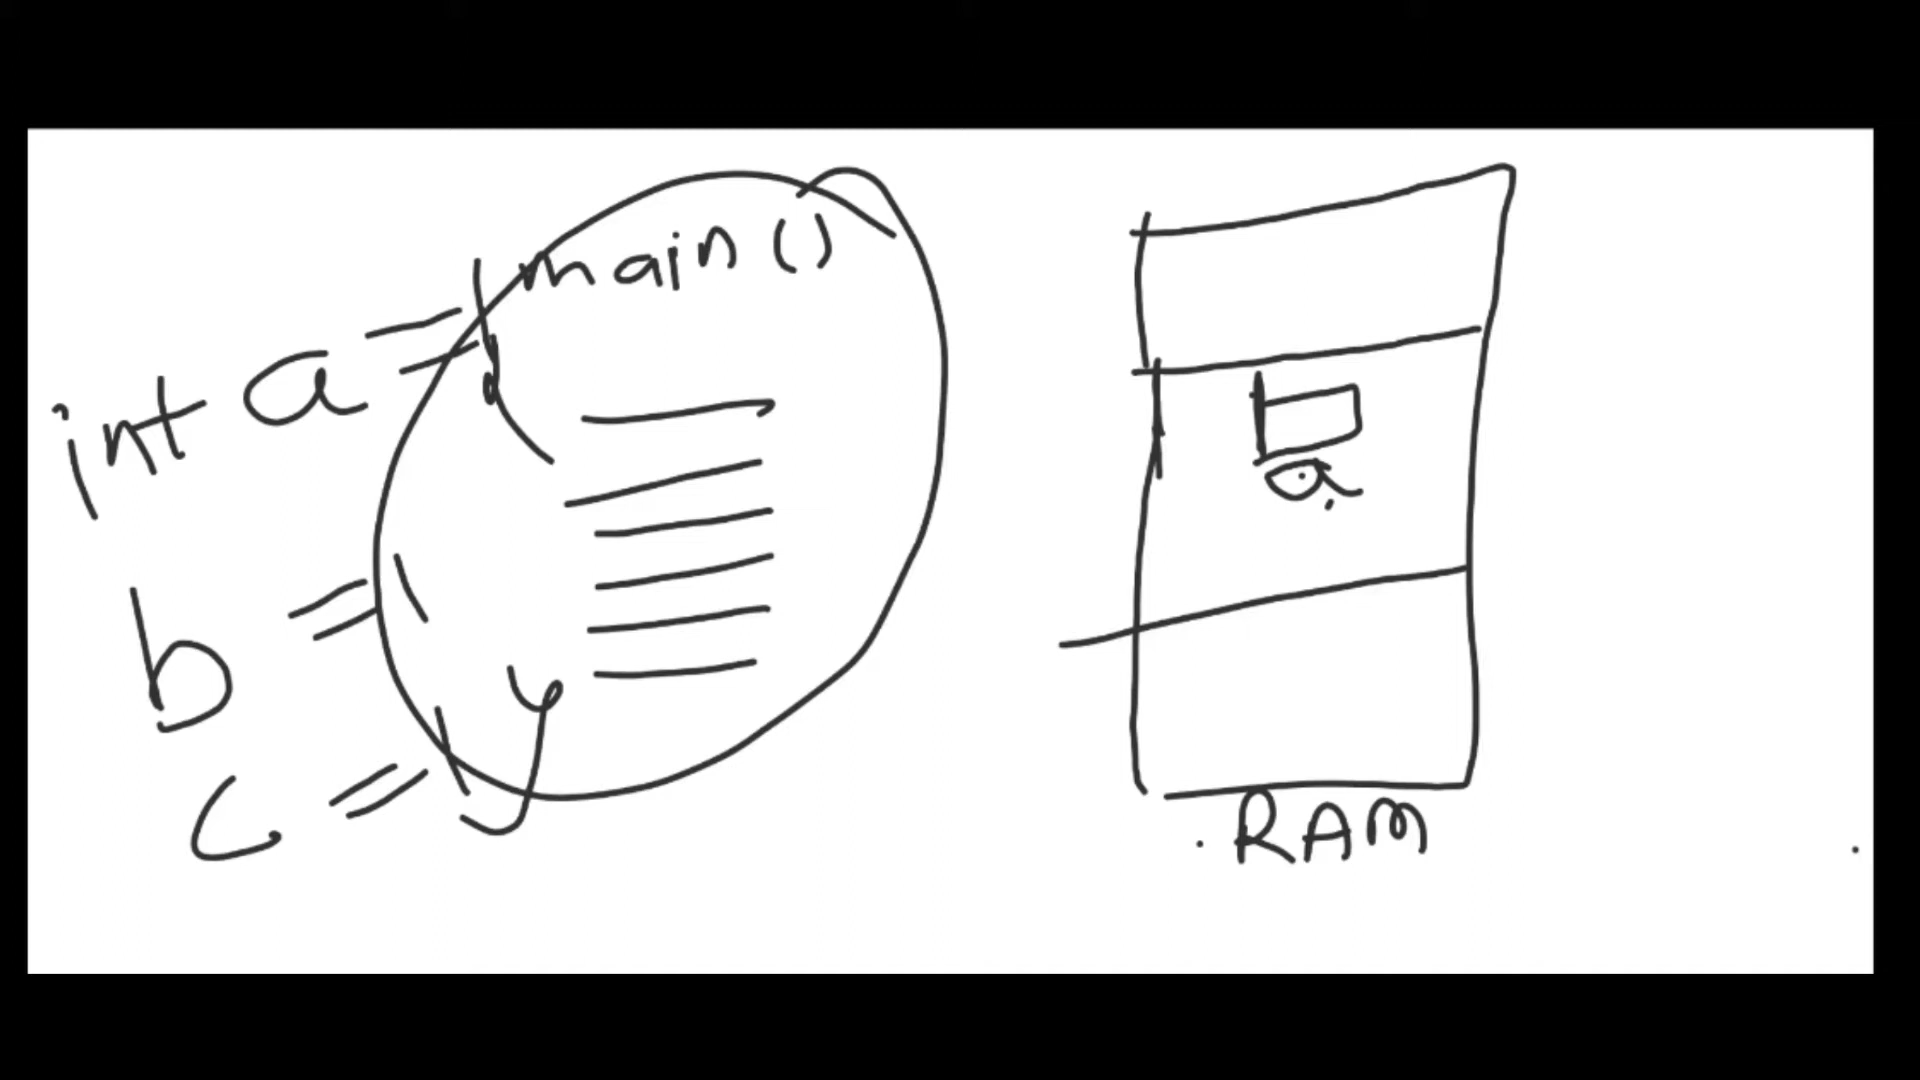 main ()
int a =
b =
c =
a
RAM